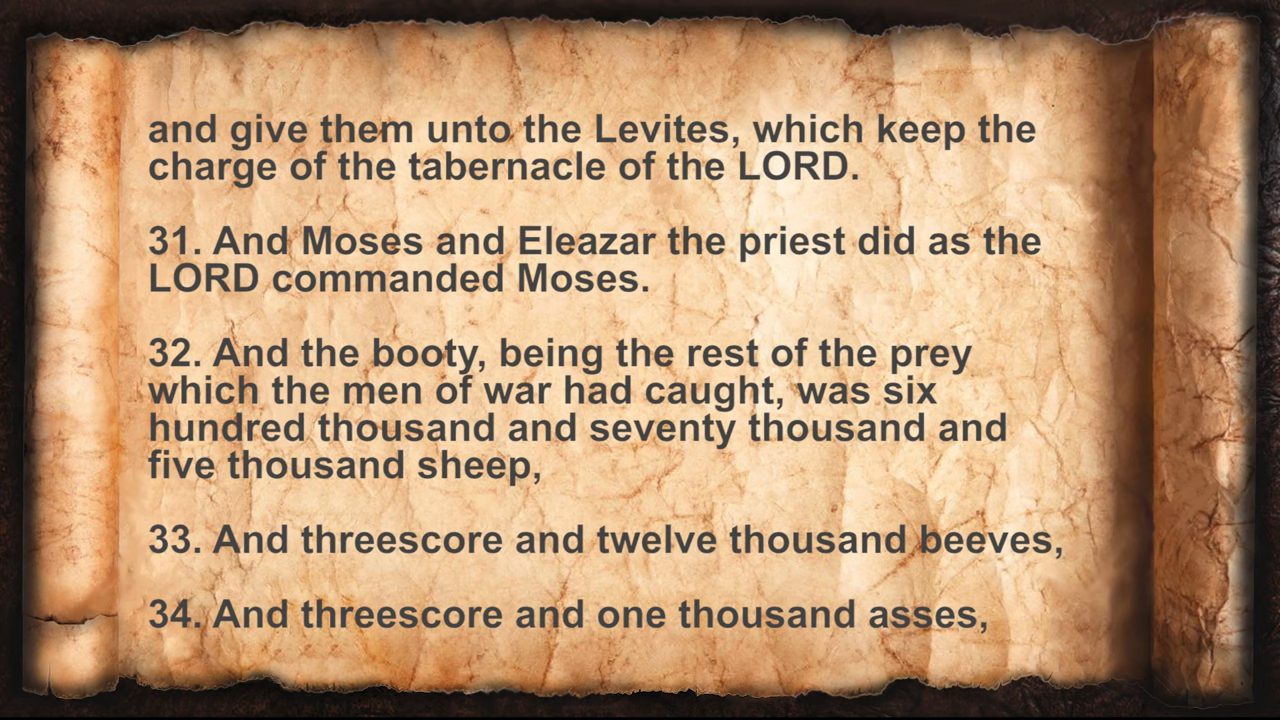 and give them unto the Levites, which keep the
charge of the tabernacle of the LORD.
31. And Moses and Eleazar the priest did as the
LORD commanded Moses.
32. And the booty, being the rest of the prey
which the men of war had caught, was six
hundred thousand and seventy thousand and
five thousand sheep,
33. And threescore and twelve thousand beeves,
34. And threescore and one thousand asses,